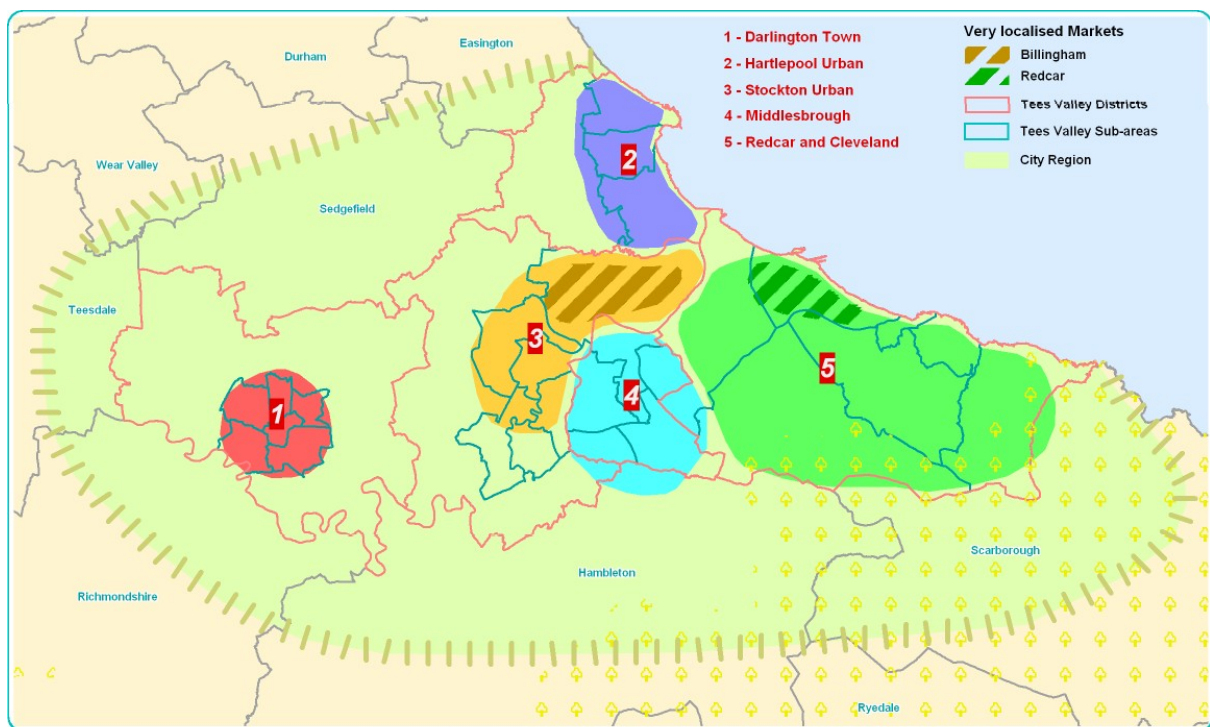 Durham
Easington
Wear Valley
Sedgefield
Teesdale
Richmondshire
Hambleton
Scarborough
Ryedale
1 - Darlington Town
2 - Hartlepool Urban
3 - Stockton Urban
4 - Middlesbrough
5 - Redcar and Cleveland
Very localised Markets
Billingham
Redcar
Tees Valley Districts
Tees Valley Sub-areas
City Region
2
3
5
4
1